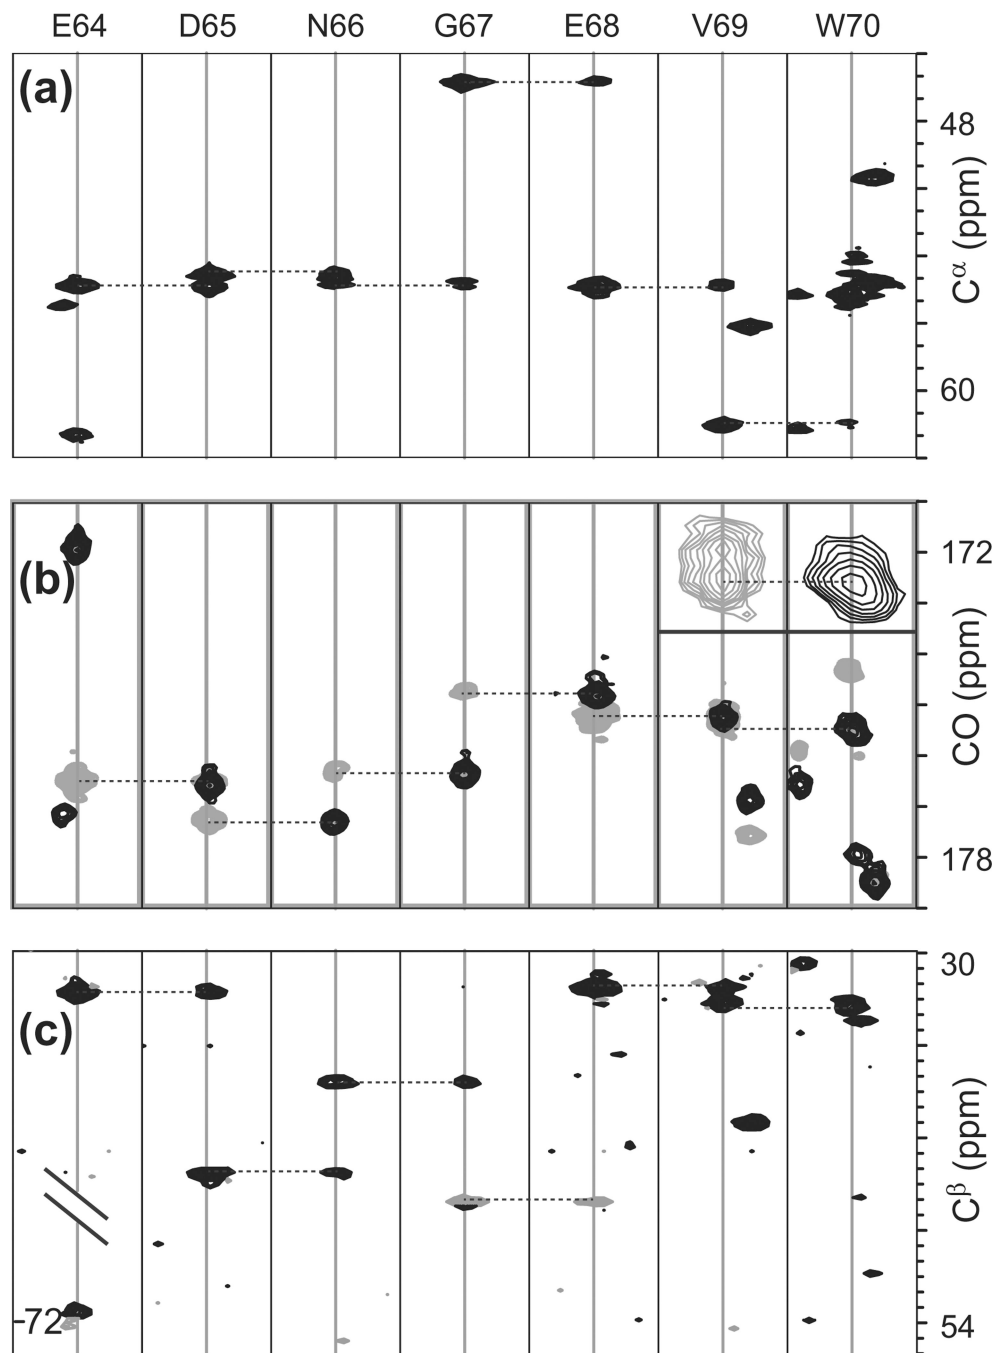 E64 D65 N66 G67 E68 V69 W70
(a)
48
Cα (ppm)
60
(b)
172
CO (ppm)
178
(c)
30
Cβ (ppm)
-72
54